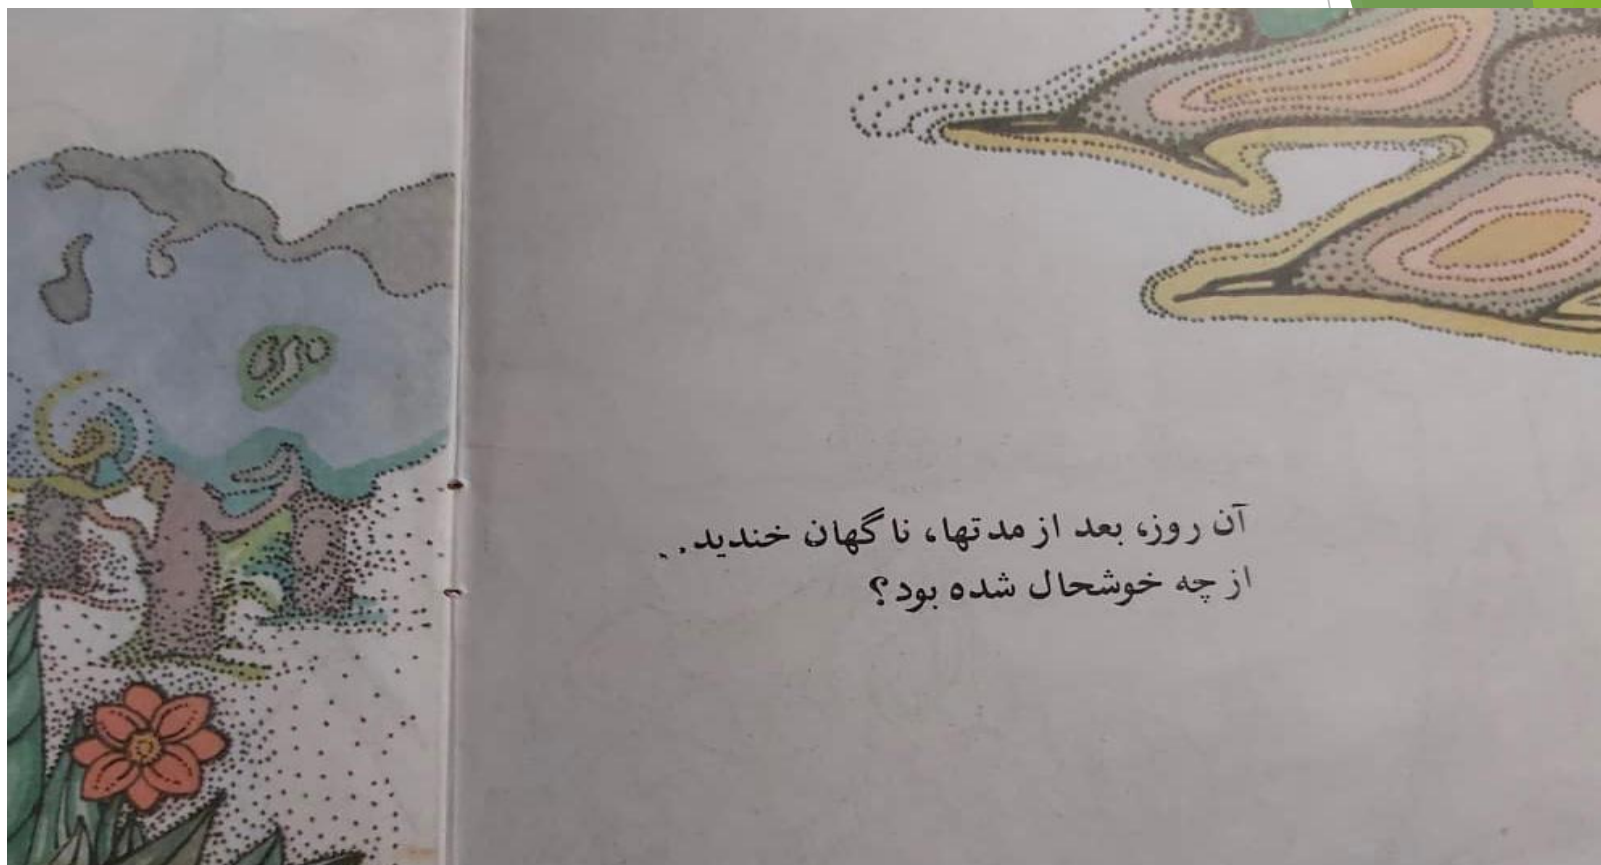 آن روز، بعد از مدتها، ناگهان خندید...
از چه خوشحال شده بود؟